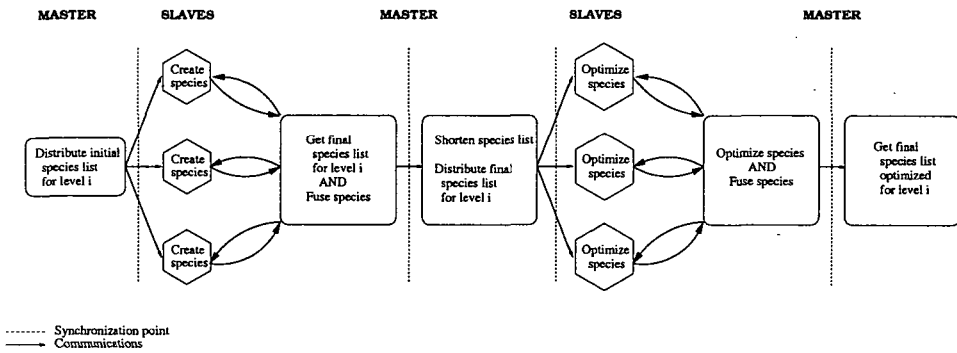 MASTER
SLAVES
MASTER
SLAVES
MASTER
Distribute initial
species list
for level i
Create
species
Create
species
Create
species
Get final
species list
for level i
AND
Fuse species
Shorten species list
Distribute final
species list
for level i
Optimize
species
Optimize
species
Optimize
species
Optimize species
AND
Fuse species
Get final
species list
optimized
for level i
Synchronization point
Communications